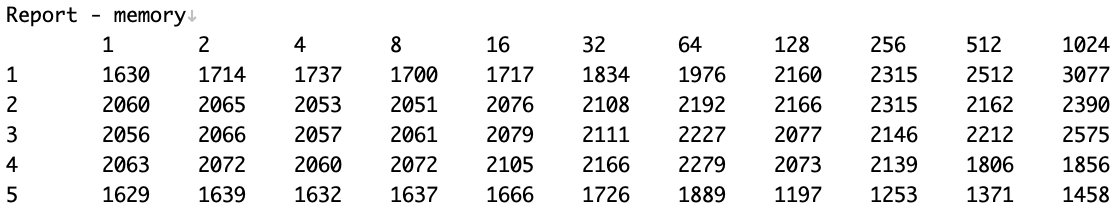 Report - memory↓
1 2 4 8 16 32 64 128 256 512 1024
1 1630 1714 1737 1700 1717 1834 1976 2160 2315 2512 3077
2 2060 2065 2053 2051 2076 2108 2192 2166 2315 2162 2390
3 2056 2066 2057 2061 2079 2111 2227 2077 2146 2212 2575
4 2063 2072 2060 2072 2105 2166 2279 2073 2139 1806 1856
5 1629 1639 1632 1637 1666 1726 1889 1197 1253 1371 1458